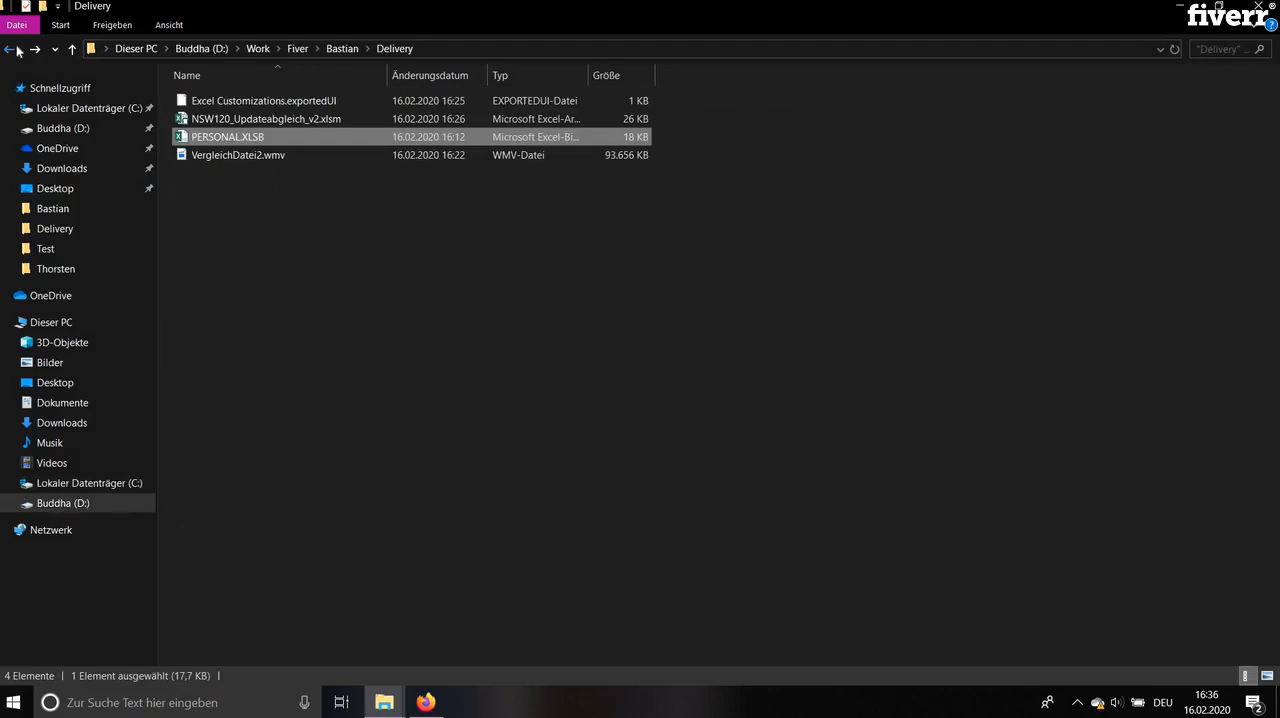 Delivery
fiverr®
Datei Start Freigeben Ansicht
Dieser PC Buddha (D:) Work Fiver Bastian Delivery "Delivery" ...
Name Änderungsdatum Typ Größe
Excel Customizations.exportedUI 16.02.2020 16:25 EXPORTEDUI-Datei 1 KB
NSW120_Updateabgleich_v2.xlsm 16.02.2020 16:26 Microsoft Excel-Ar... 26 KB
PERSONAL.XLSB 16.02.2020 16:12 Microsoft Excel-Bi... 18 KB
VergleichDatei2.wmv 16.02.2020 16:22 WMV-Datei 93.656 KB
Schnellzugriff
Lokaler Datenträger (C:)
Buddha (D:)
OneDrive
Downloads
Desktop
Bastian
Delivery
Test
Thorsten
OneDrive
Dieser PC
3D-Objekte
Bilder
Desktop
Dokumente
Downloads
Musik
Videos
Lokaler Datenträger (C:)
Buddha (D:)
Netzwerk
4 Elemente 1 Element ausgewählt (17,7 KB)
Zur Suche Text hier eingeben
DEU
16:36
16.02.2020
2